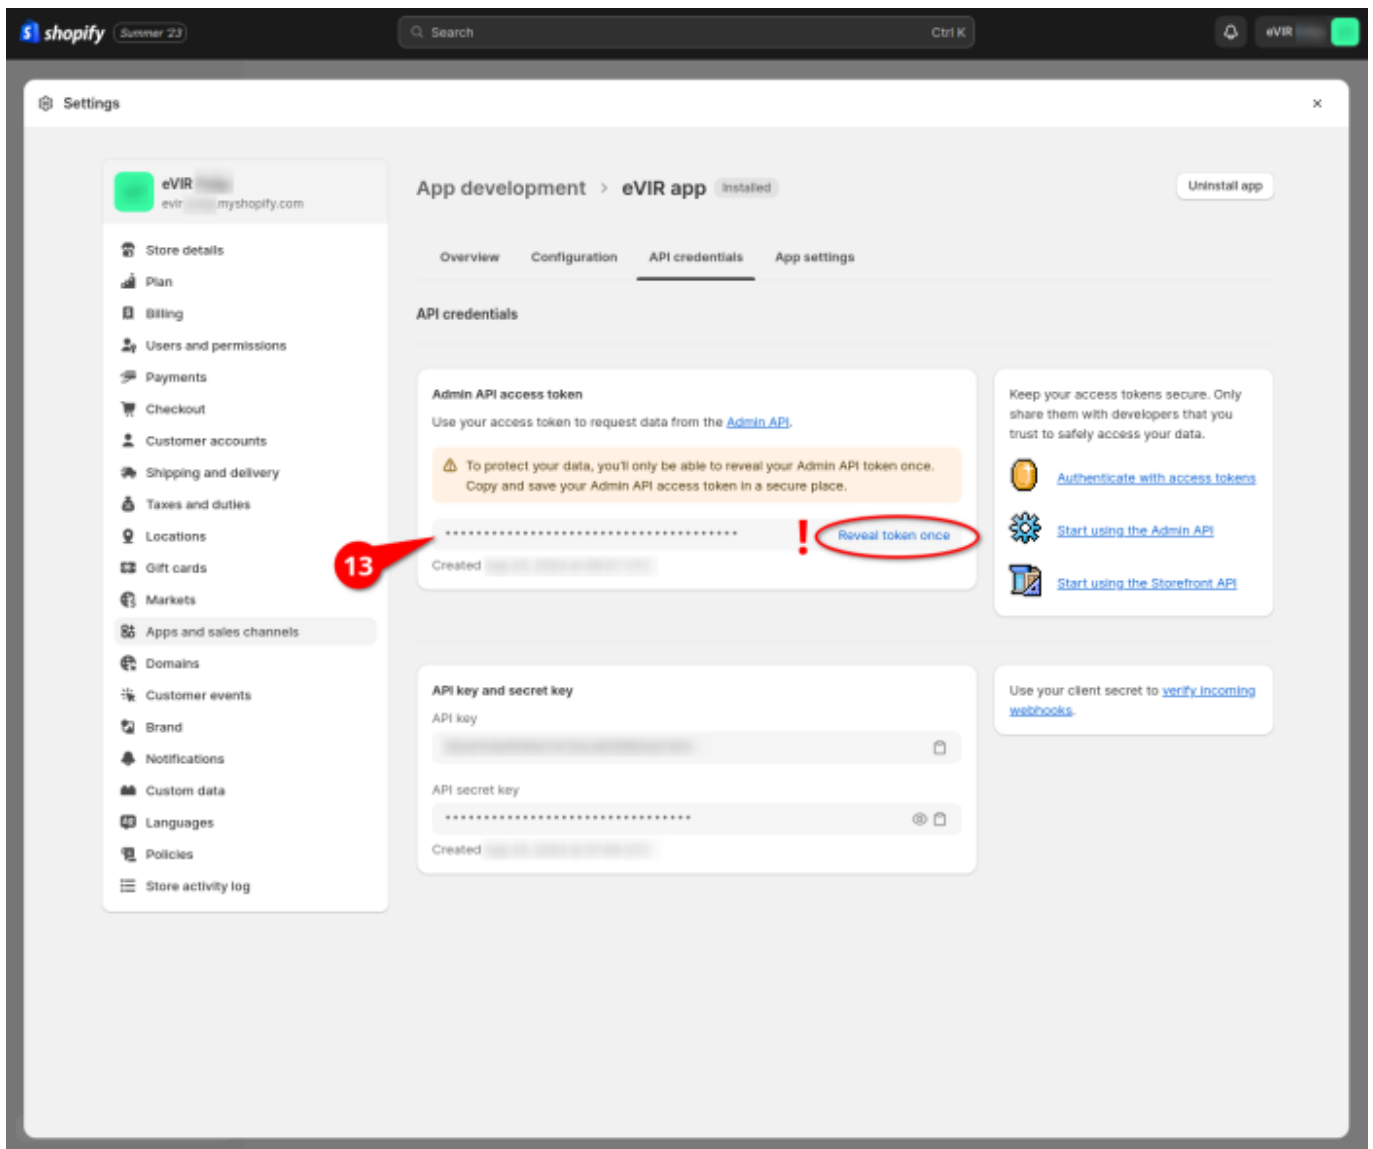 shopify Summer '23
Search Ctrl K
eVIR
Settings
eVIR
evir myshopify.com
Store details
Plan
Billing
Users and permissions
Payments
Checkout
Customer accounts
Shipping and delivery
Taxes and duties
Locations
Gift cards
Markets
Apps and sales channels
Domains
Customer events
Brand
Notifications
Custom data
Languages
Policies
Store activity log
App development > eVIR app Installed
Uninstall app
Overview Configuration API credentials App settings
API credentials
Admin API access token
Use your access token to request data from the Admin API.
To protect your data, you'll only be able to reveal your Admin API token once.
Copy and save your Admin API access token in a secure place.
13
! Reveal token once
Created
Keep your access tokens secure. Only
share them with developers that you
trust to safely access your data.
Authenticate with access tokens
Start using the Admin API
Start using the Storefront API
API key and secret key
API key
API secret key
Created
Use your client secret to verify incoming
webhooks.